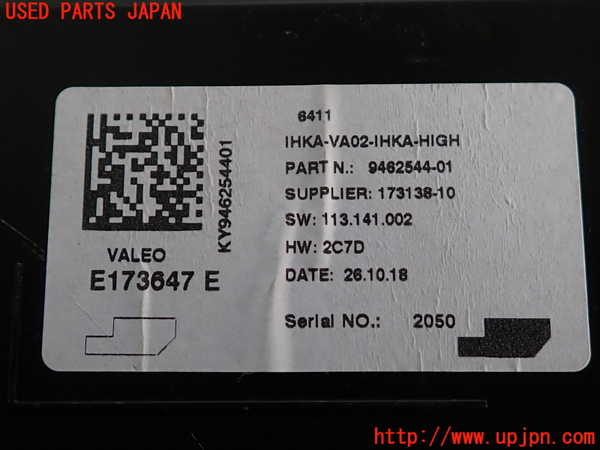 USED PARTS JAPAN
6411
IHKA-VA02-IHKA-HIGH
PART N.: 9462544-01
SUPPLIER: 173138-10
SW: 113.141.002
HW: 2C7D
DATE: 26.10.18
Serial NO.: 2050
KY946254401
VALEO
E173647 E
http://www.upjpn.com/